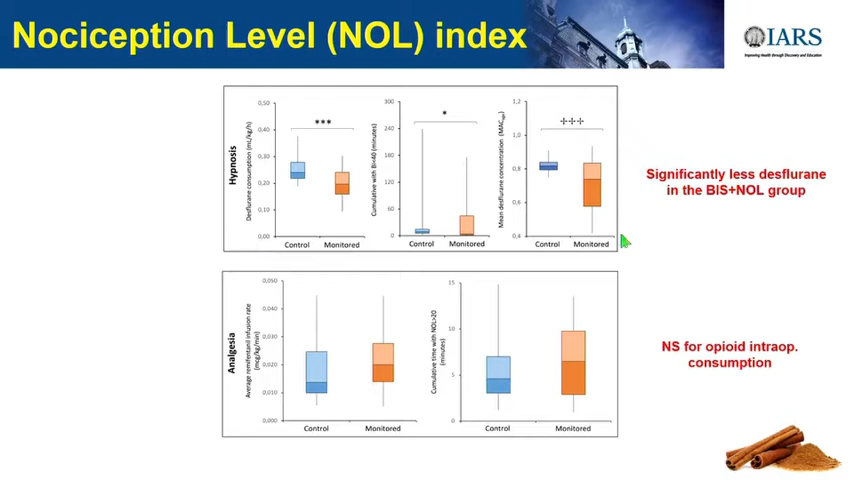 Nociception Level (NOL) index
IARS
Improving Health through Discovery and Education
Hypnosis
Desflurane consumption (mL/kg/h)
0,50
0,40
0,30
0,20
0,10
0,00
***
Control Monitored
Cumulative with BI<40 (minutes)
300
240
180
120
60
0
*
Control Monitored
Mean desflurane concentration (MACage)
1,2
1,0
0,8
0,6
0,4
+++
Control Monitored
Significantly less desflurane
in the BIS+NOL group
Analgesia
Average remifentanil infusion rate
(mcg/kg/min)
0,050
0,040
0,030
0,020
0,010
0,000
Control Monitored
Cumulative time with NOL>20
(minutes)
15
10
5
0
Control Monitored
NS for opioid intraop.
consumption